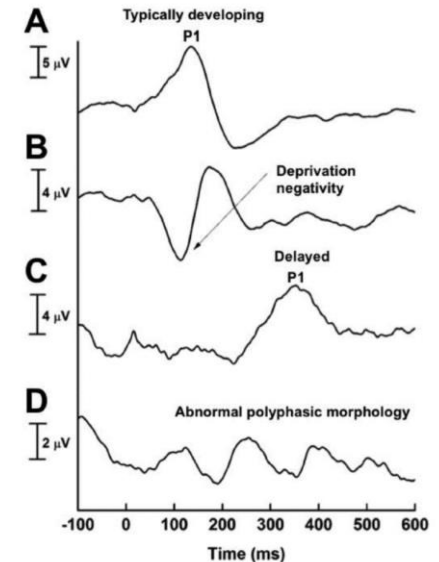 A
Typically developing
P1
5 μV
B
4 μV
Deprivation
negativity
C
Delayed
P1
4 μV
D
Abnormal polyphasic morphology
2 μV
-100 0 100 200 300 400 500 600
Time (ms)